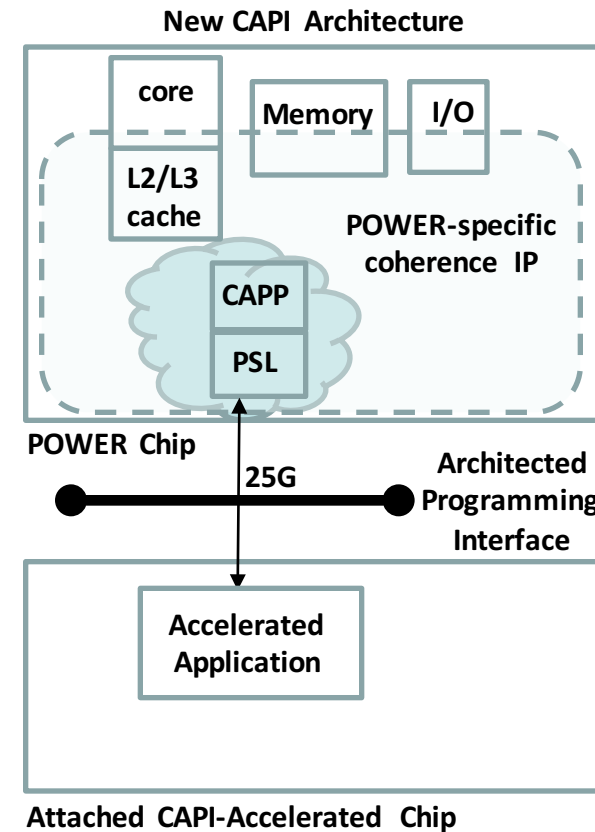 New CAPI Architecture
core
Memory
I/O
L2/L3
cache
POWER-specific
coherence IP
CAPP
PSL
POWER Chip
25G
Architected
Programming
Interface
Accelerated
Application
Attached CAPI-Accelerated Chip